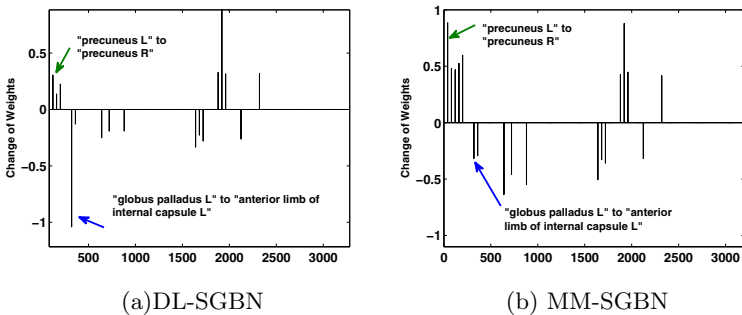 "precuneus L" to
"precuneus R"
0.5
0
−0.5
−1
Change of Weights
"globus palladus L" to "anterior limb of
internal capsule L"
500 1000 1500 2000 2500 3000
(a)DL-SGBN
1
0.5
0
−0.5
−1
Change of Weights
"precuneus L" to
"precuneus R"
"globus palladus L" to "anterior
limb of internal capsule L"
0 500 1000 1500 2000 2500 3000
(b) MM-SGBN